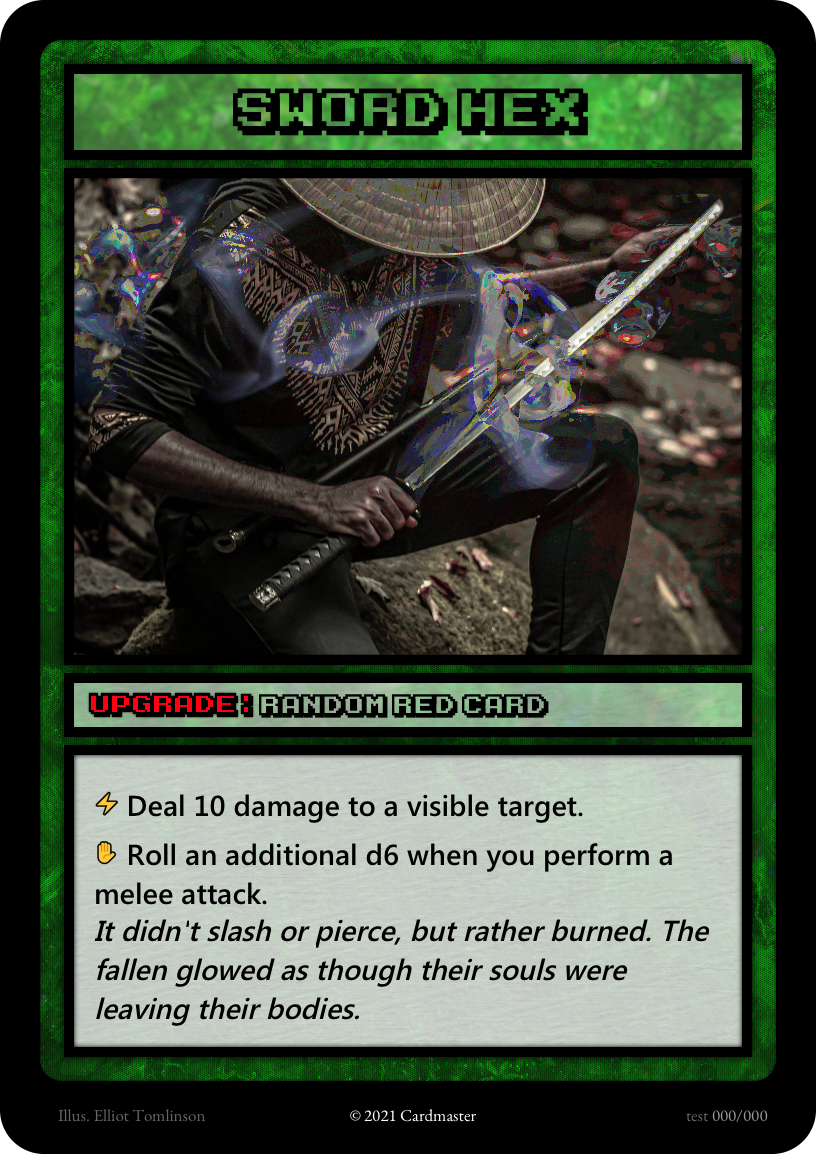 SWORD HEX
UPGRADE: RANDOM RED CARD
⚡ Deal 10 damage to a visible target.
✋ Roll an additional d6 when you perform a
melee attack.
It didn't slash or pierce, but rather burned. The
fallen glowed as though their souls were
leaving their bodies.
Illus. Elliot Tomlinson
© 2021 Cardmaster
test 000/000